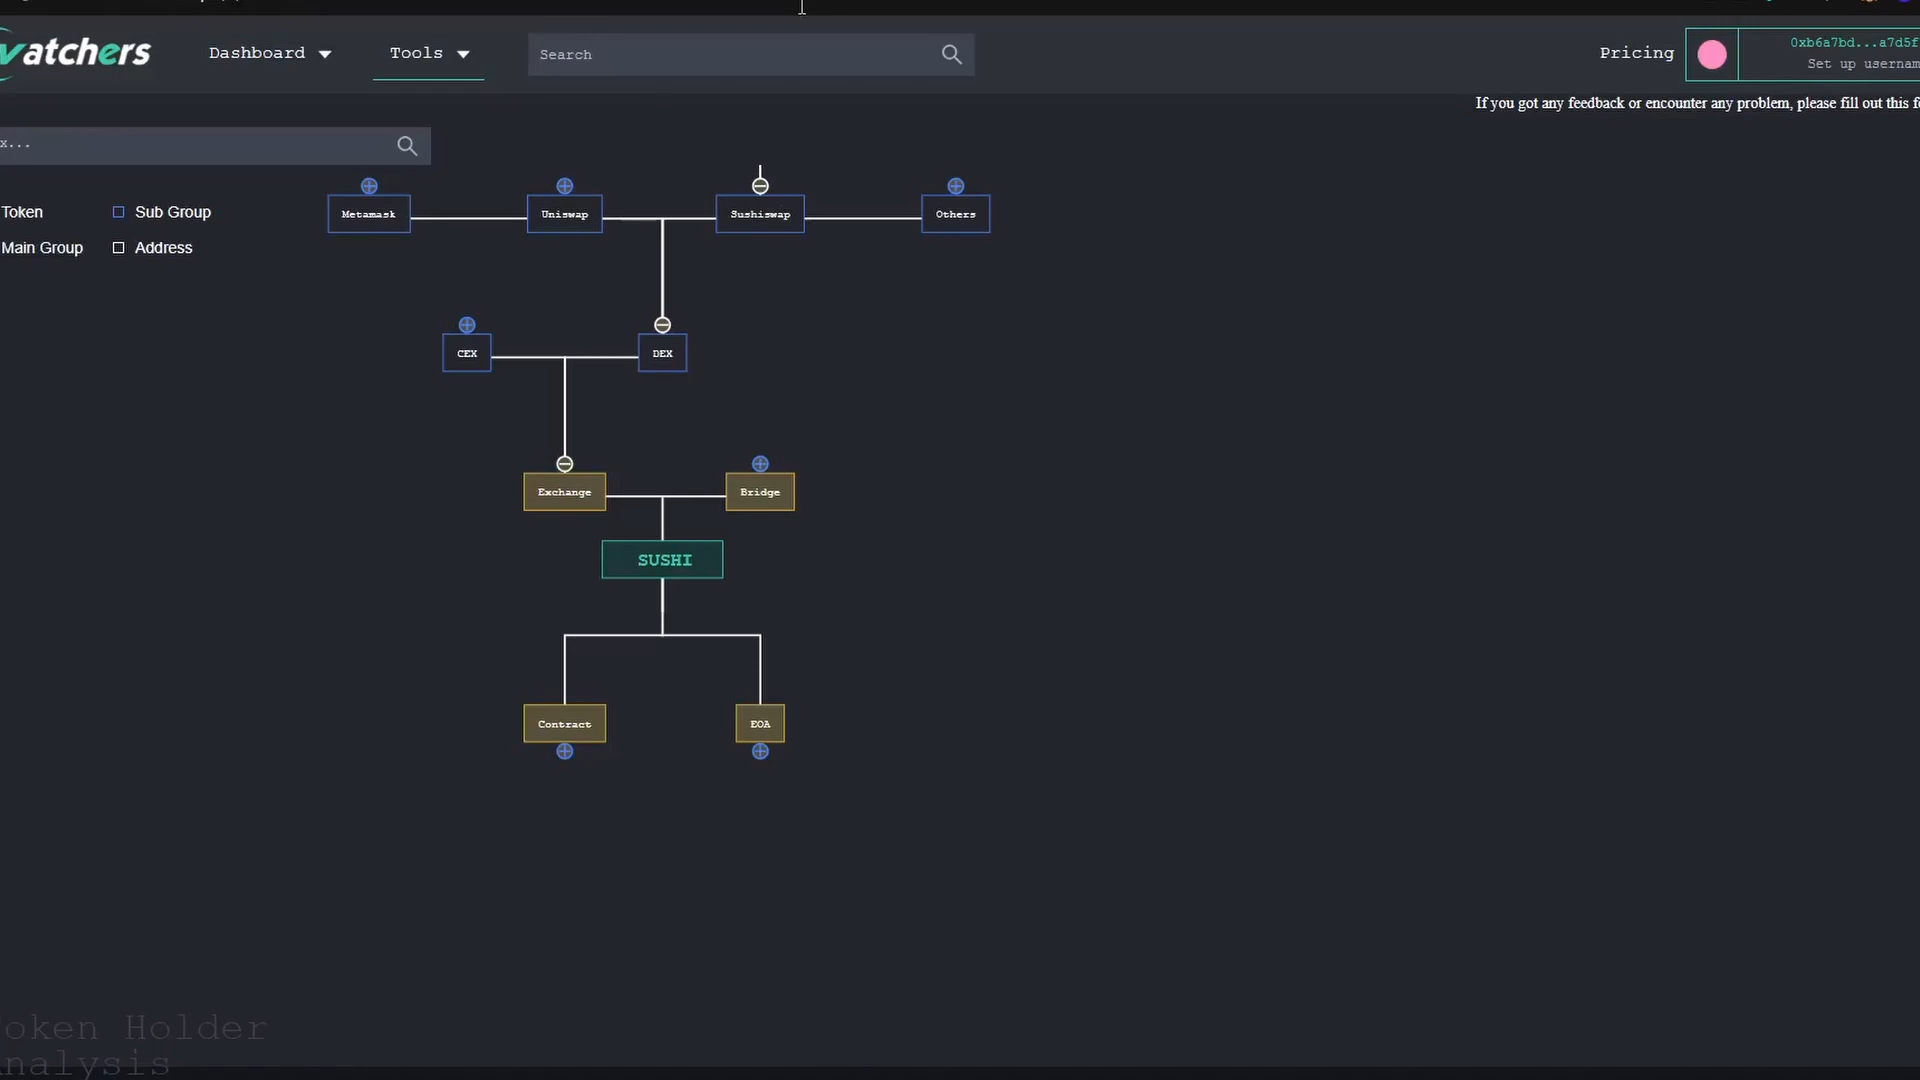 watchers
Dashboard
Tools
Search
Pricing
0xb6a7bd...a7d5f
Set up usernam
If you got any feedback or encounter any problem, please fill out this f
x...
Token
Sub Group
Main Group
Address
Metamask
Uniswap
Sushiswap
Others
CEX
DEX
Exchange
Bridge
SUSHI
Contract
EOA
oken Holder
nalysis